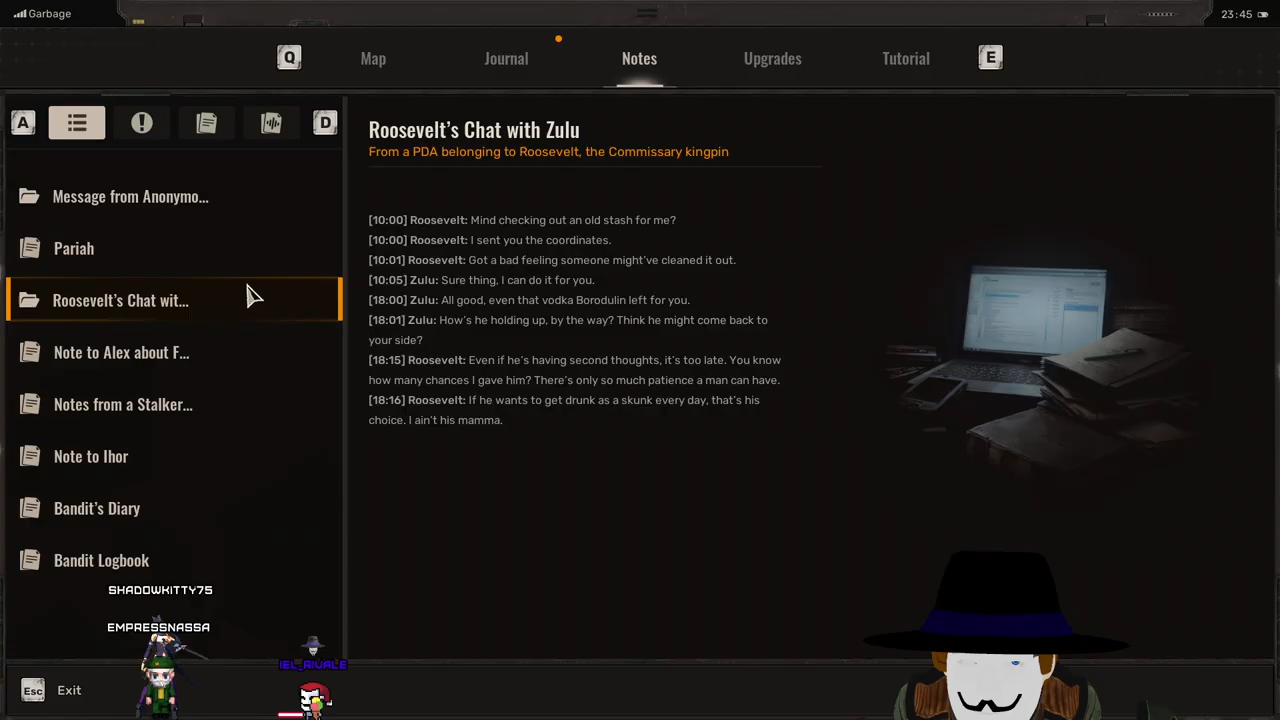 Garbage
23:45
Q
Map
Journal
Notes
Upgrades
Tutorial
E
A
D
Message from Anonymo...
Pariah
Roosevelt's Chat wit...
Note to Alex about F...
Notes from a Stalker...
Note to Ihor
Bandit's Diary
Bandit Logbook
Roosevelt's Chat with Zulu
From a PDA belonging to Roosevelt, the Commissary kingpin
[10:00] Roosevelt: Mind checking out an old stash for me?
[10:00] Roosevelt: I sent you the coordinates.
[10:01] Roosevelt: Got a bad feeling someone might've cleaned it out.
[10:05] Zulu: Sure thing, I can do it for you.
[18:00] Zulu: All good, even that vodka Borodulin left for you.
[18:01] Zulu: How's he holding up, by the way? Think he might come back to
your side?
[18:15] Roosevelt: Even if he's having second thoughts, it's too late. You know
how many chances I gave him? There's only so much patience a man can have.
[18:16] Roosevelt: If he wants to get drunk as a skunk every day, that's his
choice. I ain't his mamma.
SHADOWKITTY75
EMPRESSNASSA
IEL_RIVALE
Esc
Exit